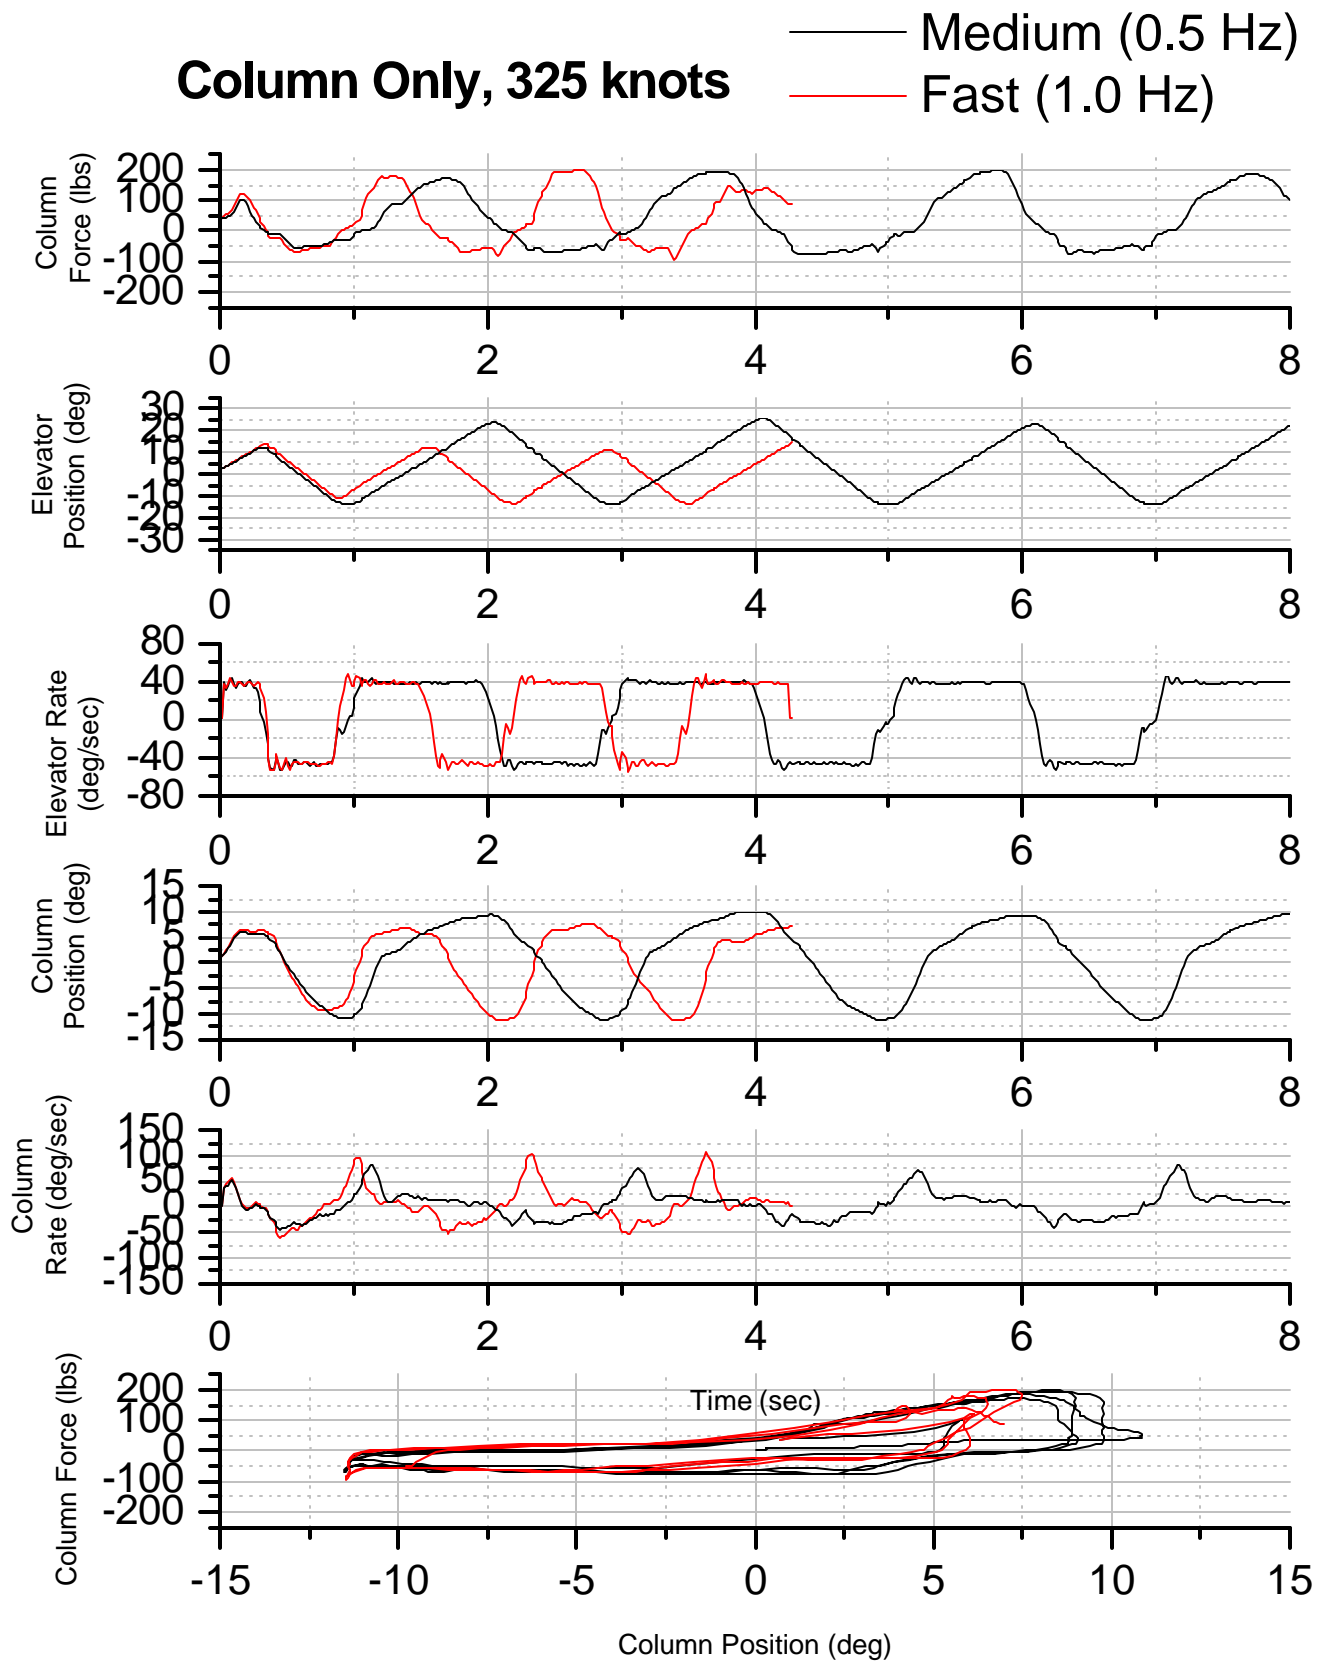 Medium (0.5 Hz)
Column Only, 325 knots
Fast (1.0 Hz)
Column
Force (lbs)
200
100
0
-100
-200
0 2 4 6 8
Elevator
Position (deg)
30
20
10
0
-10
-20
-30
0 2 4 6 8
Elevator Rate
(deg/sec)
80
40
0
-40
-80
0 2 4 6 8
Column
Position (deg)
15
10
5
0
-5
-10
-15
0 2 4 6 8
Column
Rate (deg/sec)
150
100
50
0
-50
-100
-150
0 2 4 6 8
Column Force (lbs)
200
100
0
-100
-200
Time (sec)
-15 -10 -5 0 5 10 15
Column Position (deg)